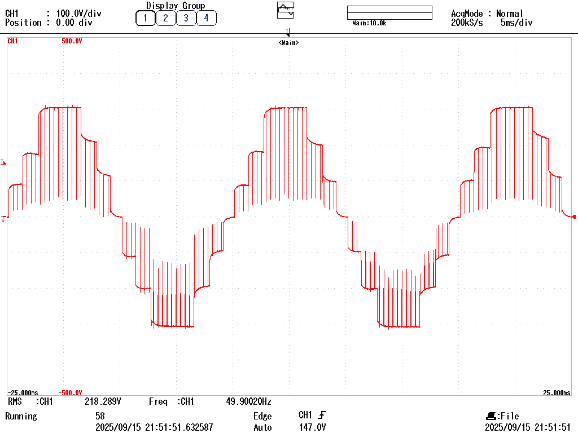 CH1 : 100.0V/div
Position : 0.00 div
Display Group
1 2 3 4
Main:10.0k
AcqMode : Normal
200kS/s 5ms/div
CH1 500.0V <Main>
-25.000ms -500.0V 25.000ms
RMS :CH1 218.289V Freq :CH1 49.90020Hz
Running 58 Edge CH1 :File
2025/09/15 21:51:51.632587 Auto 147.0V 2025/09/15 21:51:51